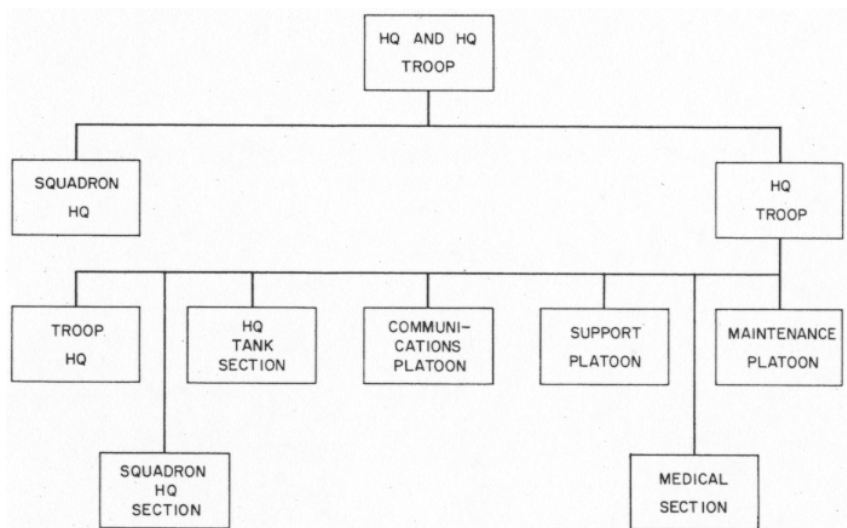 HQ AND HQ
TROOP
SQUADRON
HQ
HQ
TROOP
TROOP
HQ
HQ
TANK
SECTION
COMMUNI-
CATIONS
PLATOON
SUPPORT
PLATOON
MAINTENANCE
PLATOON
SQUADRON
HQ
SECTION
MEDICAL
SECTION